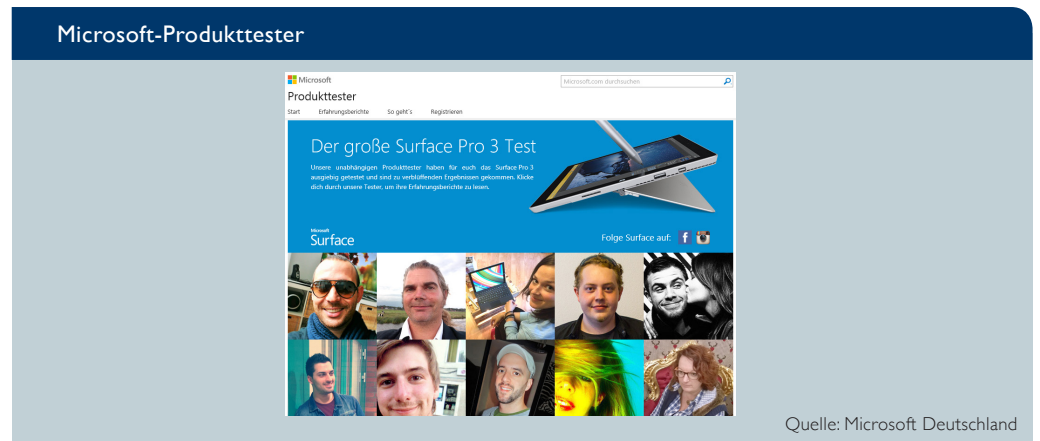 Microsoft-Produkttester
Microsoft
Microsoft.com durchsuchen
Produkttester
Start Erfahrungsberichte So geht´s Registrieren
Der große Surface Pro 3 Test
Unsere unabhängigen Produkttester haben für euch das Surface Pro 3
ausgiebig getestet und sind zu verblüffenden Ergebnissen gekommen. Klicke
dich durch unsere Tester, um ihre Erfahrungsberichte zu lesen.
Microsoft
Surface
Folge Surface auf:
Quelle: Microsoft Deutschland